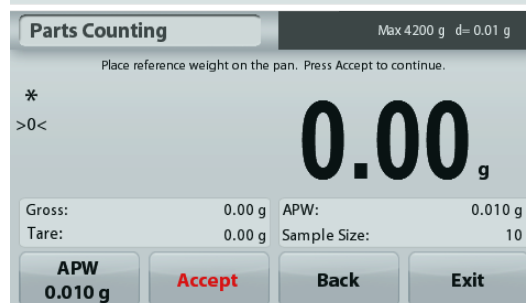 Parts Counting
Max 4200 g d= 0.01 g
Place reference weight on the pan. Press Accept to continue.
*
>0<
0.00 g
Gross: 0.00 g APW: 0.010 g
Tare: 0.00 g Sample Size: 10
APW
0.010 g
Accept
Back
Exit